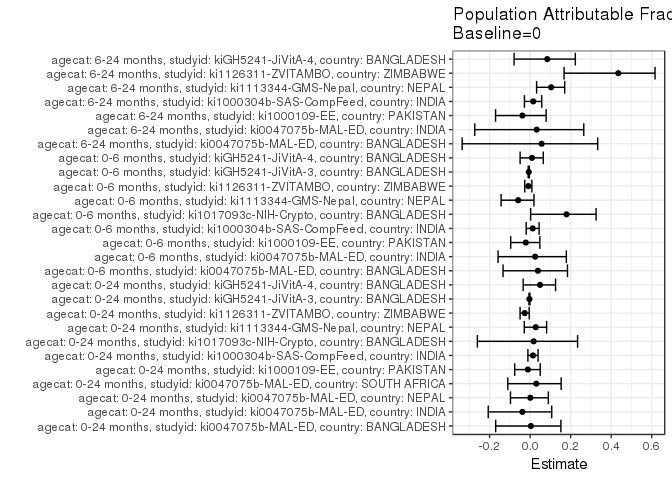 Population Attributable Frac
Baseline=0
agecat: 6-24 months, studyid: kiGH5241-JiVitA-4, country: BANGLADESH
agecat: 6-24 months, studyid: ki1126311-ZVITAMBO, country: ZIMBABWE
agecat: 6-24 months, studyid: ki1113344-GMS-Nepal, country: NEPAL
agecat: 6-24 months, studyid: ki1000304b-SAS-CompFeed, country: INDIA
agecat: 6-24 months, studyid: ki1000109-EE, country: PAKISTAN
agecat: 6-24 months, studyid: ki0047075b-MAL-ED, country: INDIA
agecat: 6-24 months, studyid: ki0047075b-MAL-ED, country: BANGLADESH
agecat: 0-6 months, studyid: kiGH5241-JiVitA-4, country: BANGLADESH
agecat: 0-6 months, studyid: kiGH5241-JiVitA-3, country: BANGLADESH
agecat: 0-6 months, studyid: ki1126311-ZVITAMBO, country: ZIMBABWE
agecat: 0-6 months, studyid: ki1113344-GMS-Nepal, country: NEPAL
agecat: 0-6 months, studyid: ki1017093c-NIH-Crypto, country: BANGLADESH
agecat: 0-6 months, studyid: ki1000304b-SAS-CompFeed, country: INDIA
agecat: 0-6 months, studyid: ki1000109-EE, country: PAKISTAN
agecat: 0-6 months, studyid: ki0047075b-MAL-ED, country: INDIA
agecat: 0-6 months, studyid: ki0047075b-MAL-ED, country: BANGLADESH
agecat: 0-24 months, studyid: kiGH5241-JiVitA-4, country: BANGLADESH
agecat: 0-24 months, studyid: kiGH5241-JiVitA-3, country: BANGLADESH
agecat: 0-24 months, studyid: ki1126311-ZVITAMBO, country: ZIMBABWE
agecat: 0-24 months, studyid: ki1113344-GMS-Nepal, country: NEPAL
agecat: 0-24 months, studyid: ki1017093c-NIH-Crypto, country: BANGLADESH
agecat: 0-24 months, studyid: ki1000304b-SAS-CompFeed, country: INDIA
agecat: 0-24 months, studyid: ki1000109-EE, country: PAKISTAN
agecat: 0-24 months, studyid: ki0047075b-MAL-ED, country: SOUTH AFRICA
agecat: 0-24 months, studyid: ki0047075b-MAL-ED, country: NEPAL
agecat: 0-24 months, studyid: ki0047075b-MAL-ED, country: INDIA
agecat: 0-24 months, studyid: ki0047075b-MAL-ED, country: BANGLADESH
-0.2 0.0 0.2 0.4 0.6
Estimate